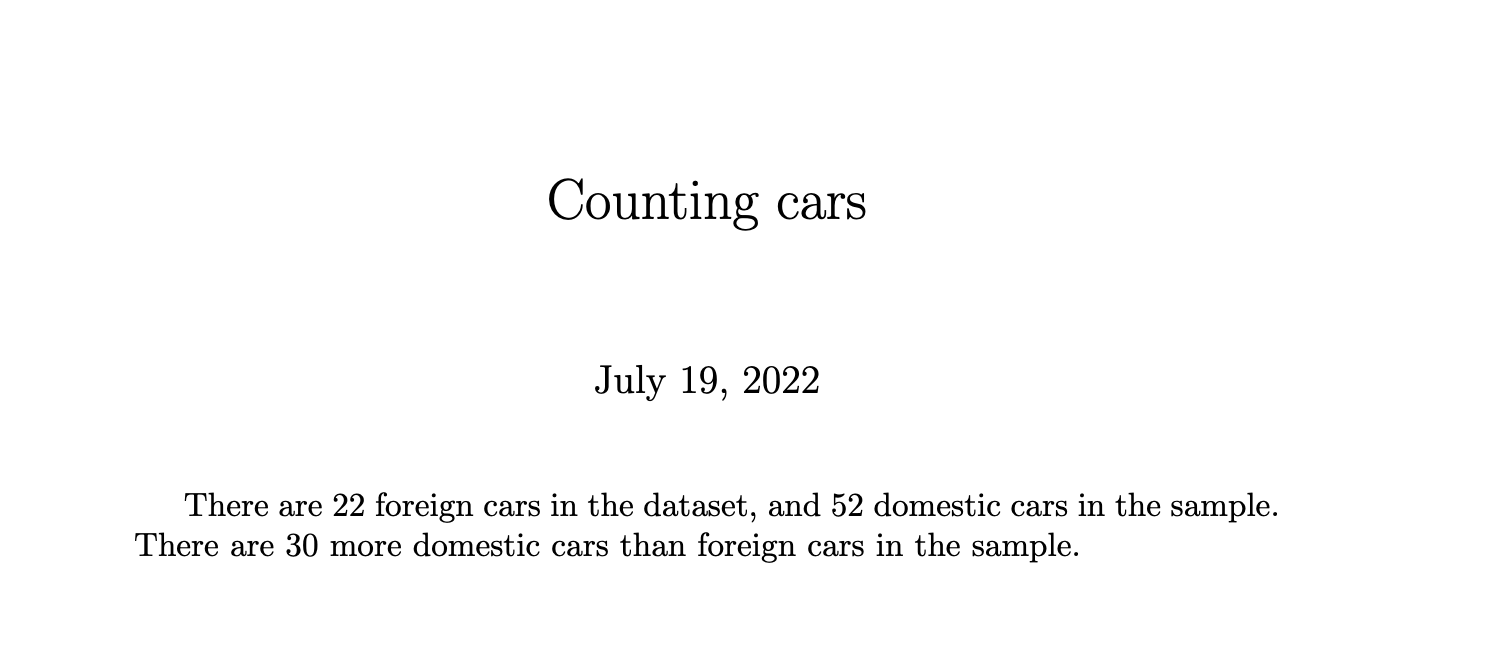 Counting cars
July 19, 2022
There are 22 foreign cars in the dataset, and 52 domestic cars in the sample.
There are 30 more domestic cars than foreign cars in the sample.